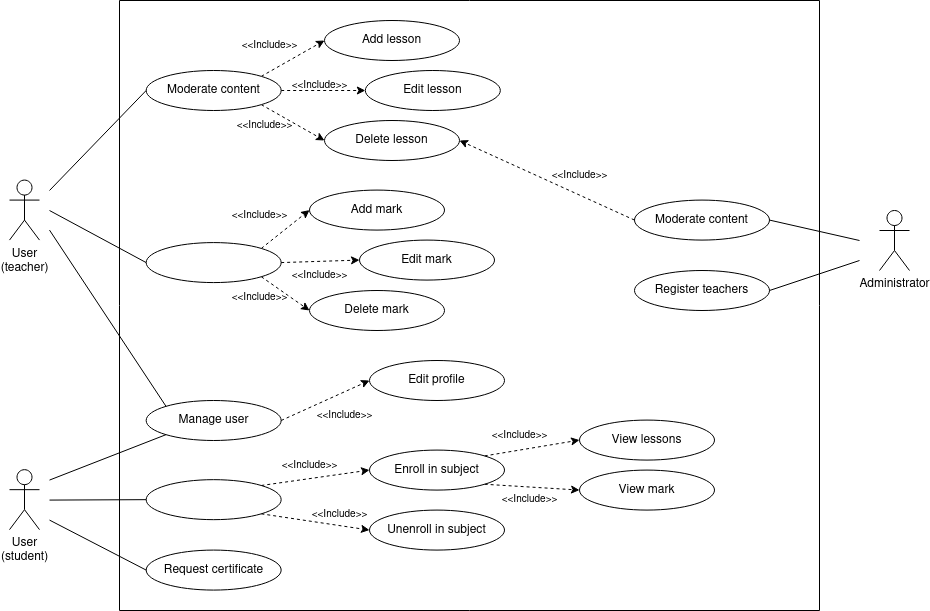 Add lesson
<<Include>>
Moderate content
<<Include>>
Edit lesson
<<Include>>
Delete lesson
<<Include>>
User
(teacher)
<<Include>>
Add mark
Edit mark
<<Include>>
<<Include>>
Delete mark
Moderate content
Register teachers
Administrator
Edit profile
Manage user
<<Include>>
<<Include>>
Enroll in subject
<<Include>>
View lessons
<<Include>>
View mark
<<Include>>
Unenroll in subject
User
(student)
Request certificate